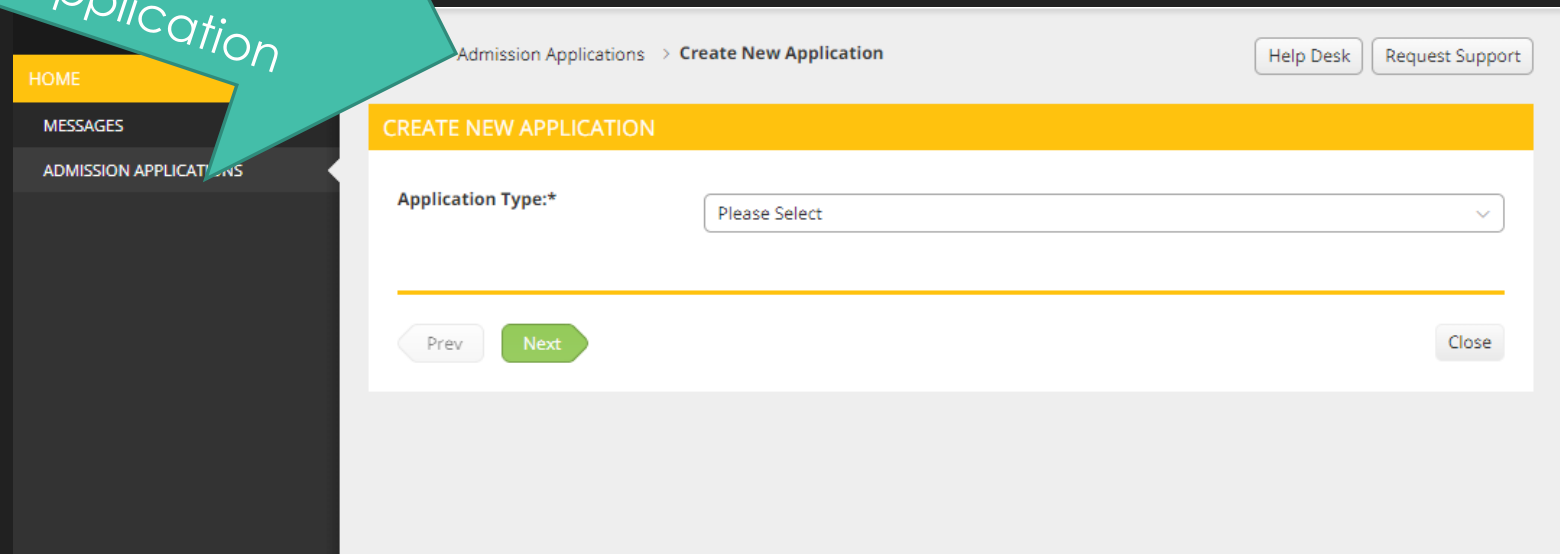 Admission Applications > Create New Application
Help Desk
Request Support
HOME
MESSAGES
ADMISSION APPLICATIONS
CREATE NEW APPLICATION
Application Type:*
Please Select
Prev
Next
Close